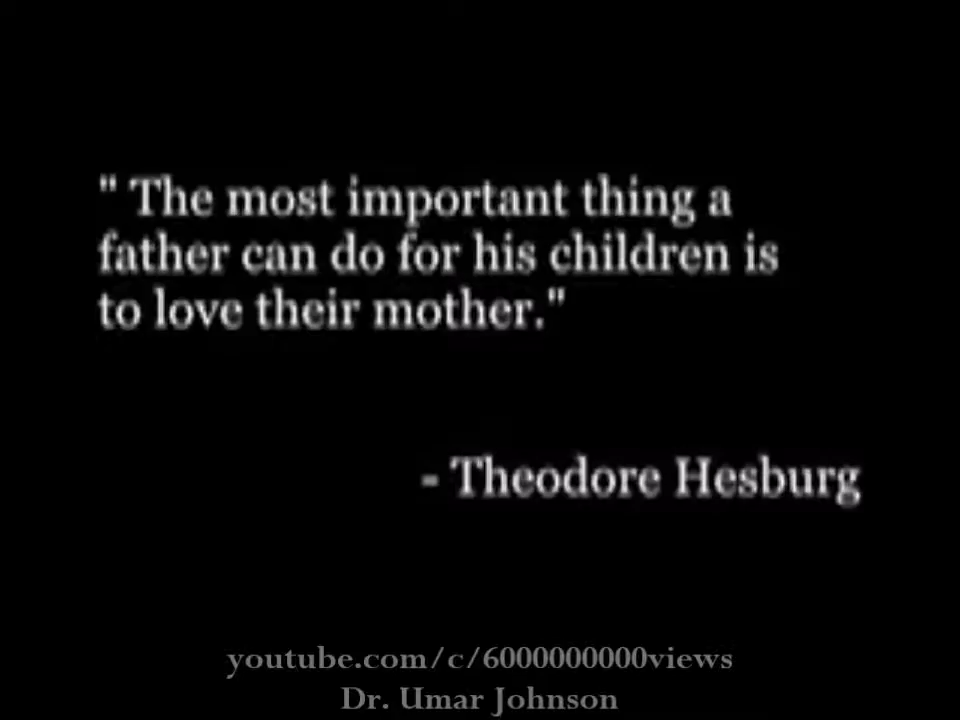 " The most important thing a
father can do for his children is
to love their mother."
- Theodore Hesburg
youtube.com/c/6000000000views
Dr. Umar Johnson